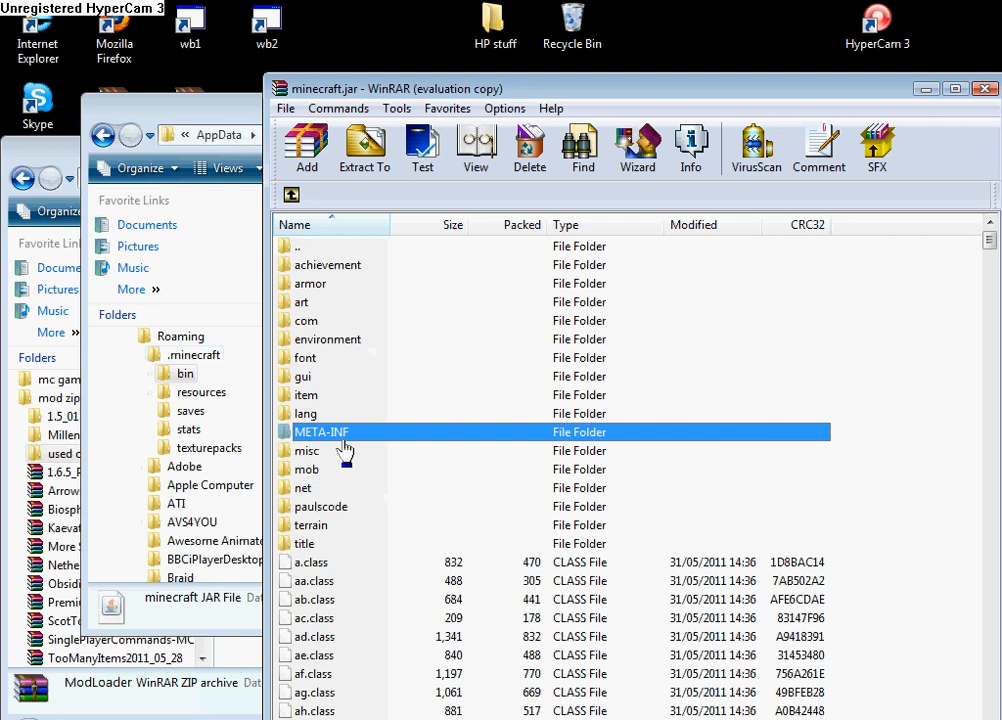 Unregistered HyperCam 3
Internet Explorer
Mozilla Firefox
wb1
wb2
HP stuff
Recycle Bin
HyperCam 3
Skype
Organize
Favorite
Pictures
Music
More »
Folders
mod zip
1.5_01
used
AppData
Organize
Views
Favorite Links
Documents
Pictures
Music
More »
Folders
Roaming
.minecraft
bin
resources
saves
stats
texturepacks
Adobe
Apple Computer
ATI
AVS4YOU
BBCiPlayerDesktop
Braid
minecraft JAR File
SinglePlayerCommands-MC
TooManyItems2011_05_28
ModLoader WinRAR ZIP archive
minecraft.jar - WinRAR (evaluation copy)
File Commands Tools Favorites Options Help
Add Extract To Test View Delete Find Wizard Info VirusScan Comment SFX
Name Size Packed Type Modified CRC32
.. File Folder
achievement File Folder
armor File Folder
art File Folder
com File Folder
environment File Folder
font File Folder
gui File Folder
item File Folder
lang File Folder
META-INF File Folder
misc File Folder
mob File Folder
net File Folder
paulscode File Folder
terrain File Folder
title File Folder
a.class 832 470 CLASS File 31/05/2011 14:36 1D8BAC14
aa.class 488 305 CLASS File 31/05/2011 14:36 7AB502A2
ab.class 684 441 CLASS File 31/05/2011 14:36 AFE6CDAE
ac.class 209 178 CLASS File 31/05/2011 14:36 83147F96
ad.class 1,341 832 CLASS File 31/05/2011 14:36 A9418391
ae.class 840 488 CLASS File 31/05/2011 14:36 31453480
af.class 1,197 770 CLASS File 31/05/2011 14:36 756A261E
ag.class 1,061 669 CLASS File 31/05/2011 14:36 49BFEB28
ah.class 881 517 CLASS File 31/05/2011 14:36 A0B42448